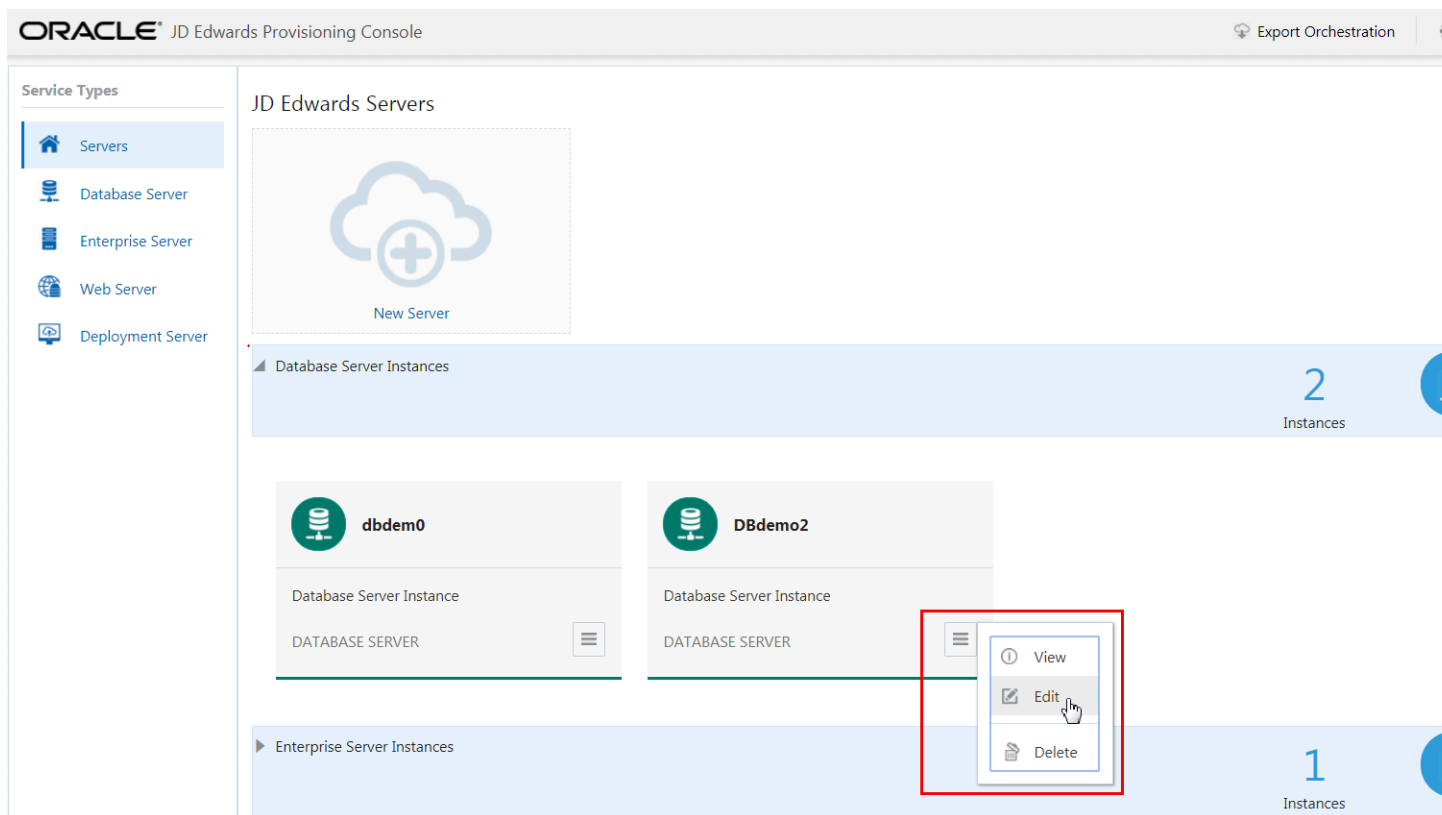 ORACLE® JD Edwards Provisioning Console
Export Orchestration
Service Types
Servers
Database Server
Enterprise Server
Web Server
Deployment Server
JD Edwards Servers
New Server
Database Server Instances
2
Instances
dbdem0
Database Server Instance
DATABASE SERVER
DBdemo2
Database Server Instance
DATABASE SERVER
View
Edit
Delete
Enterprise Server Instances
1
Instances